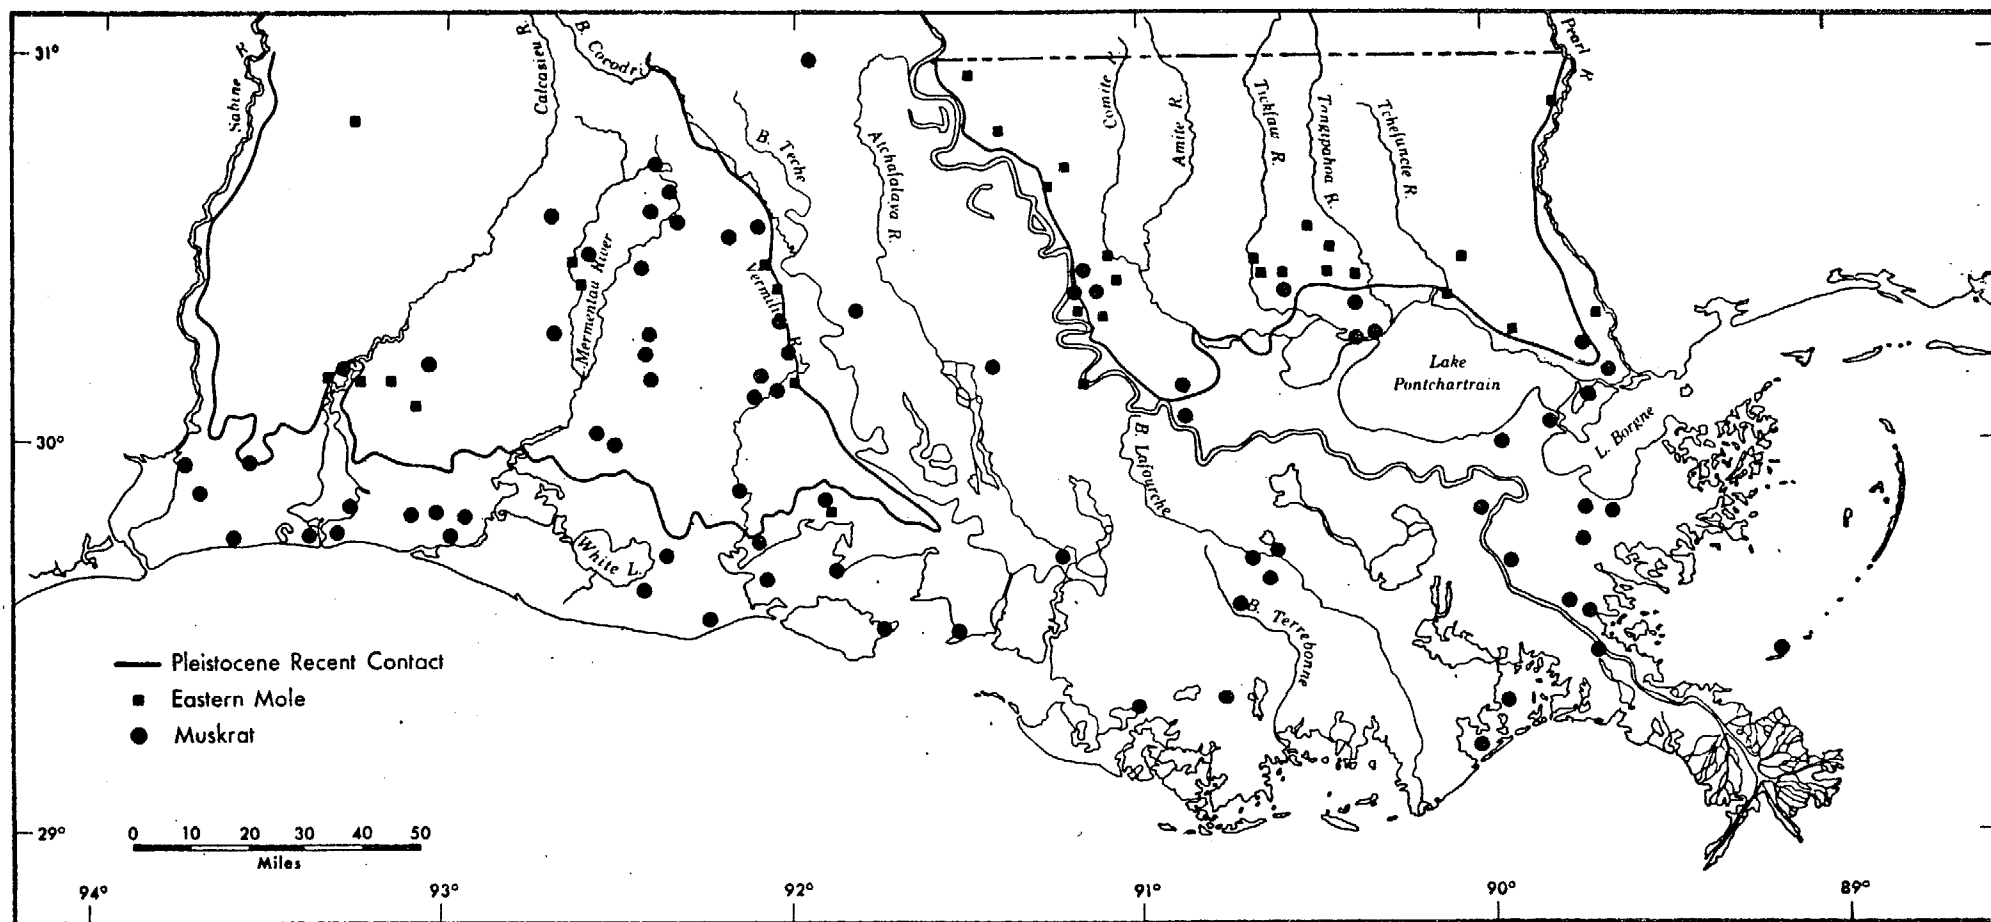 31°
30°
29°
94°
93°
92°
91°
90°
89°
Sabine R.
Calcasieu R.
B. Cocodri
B. Teche
Atchafalaya R.
Comite
Amite R.
Tickfaw R.
Tangipahoa R.
Tchefuncte R.
Pearl R.
Mermentau River
Vermilion R.
Lake
Pontchartrain
L. Borgne
B. Lafourche
White L.
B. Terrebonne
Pleistocene Recent Contact
Eastern Mole
Muskrat
0 10 20 30 40 50
Miles